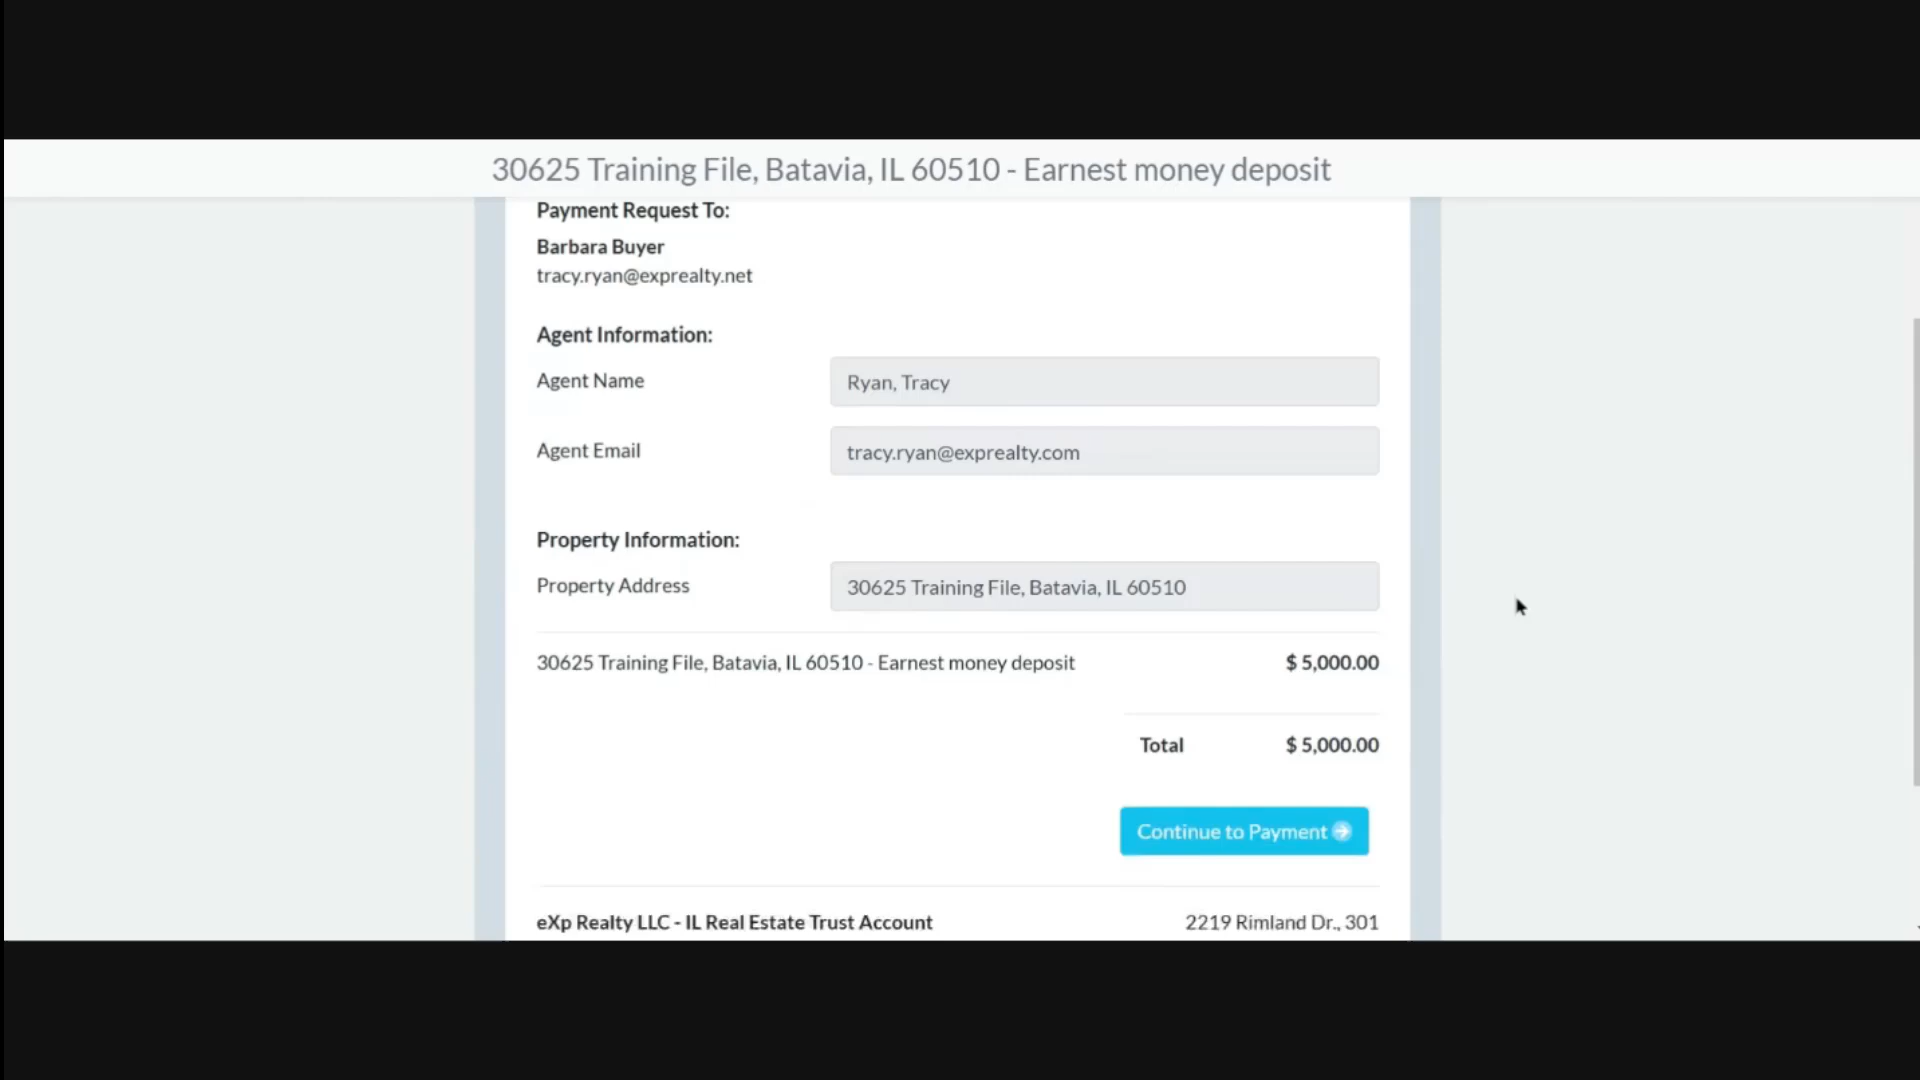 30625 Training File, Batavia, IL 60510 - Earnest money deposit
Payment Request To:
Barbara Buyer
tracy.ryan@exprealty.net
Agent Information:
Agent Name
Ryan, Tracy
Agent Email
tracy.ryan@exprealty.com
Property Information:
Property Address
30625 Training File, Batavia, IL 60510
30625 Training File, Batavia, IL 60510 - Earnest money deposit $ 5,000.00
Total $ 5,000.00
Continue to Payment
eXp Realty LLC - IL Real Estate Trust Account 2219 Rimland Dr., 301